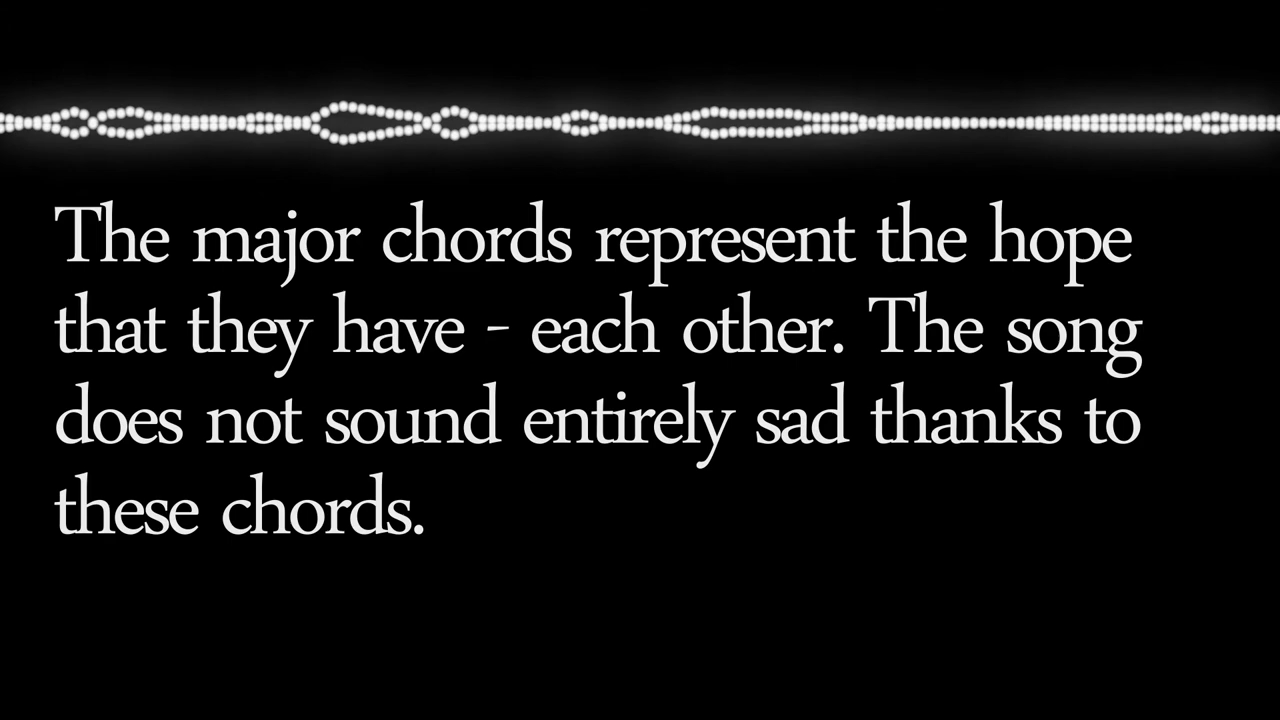 The major chords represent the hope
that they have - each other. The song
does not sound entirely sad thanks to
these chords.